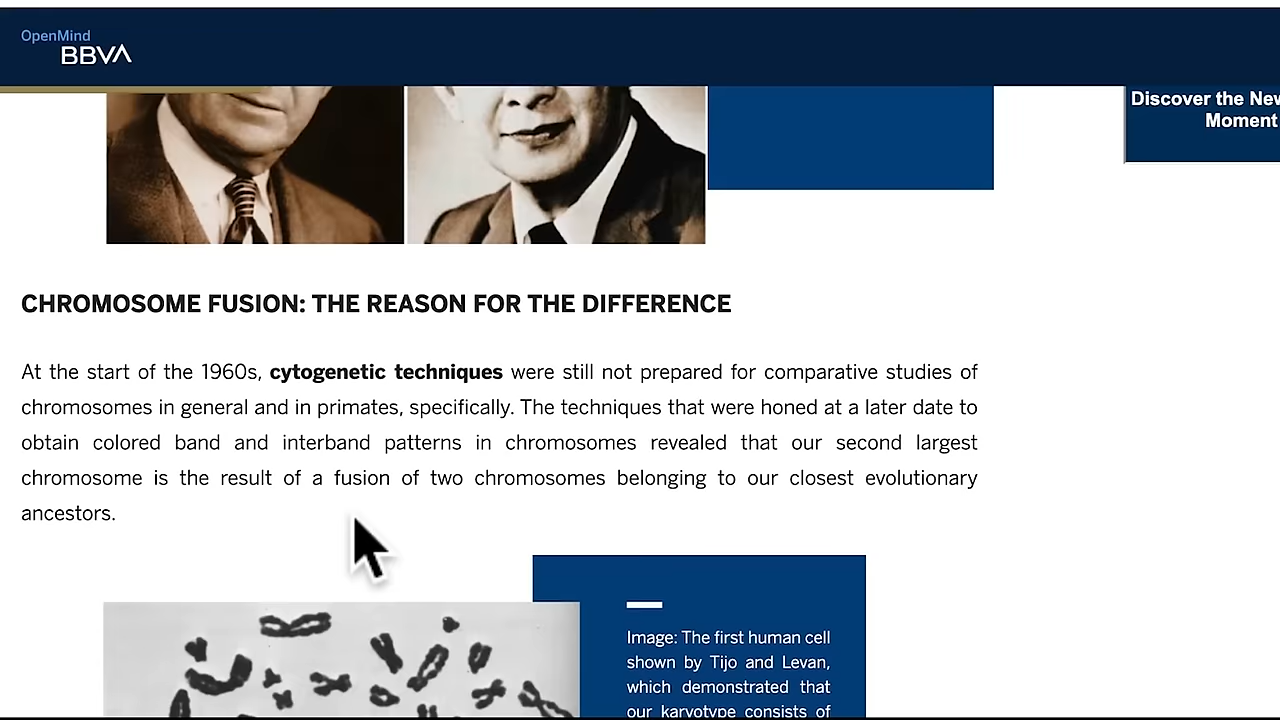 OpenMind
BBVA
Discover the New
Moment
CHROMOSOME FUSION: THE REASON FOR THE DIFFERENCE
At the start of the 1960s, cytogenetic techniques were still not prepared for comparative studies of
chromosomes in general and in primates, specifically. The techniques that were honed at a later date to
obtain colored band and interband patterns in chromosomes revealed that our second largest
chromosome is the result of a fusion of two chromosomes belonging to our closest evolutionary
ancestors.
Image: The first human cell
shown by Tijo and Levan,
which demonstrated that
our karyotype consists of